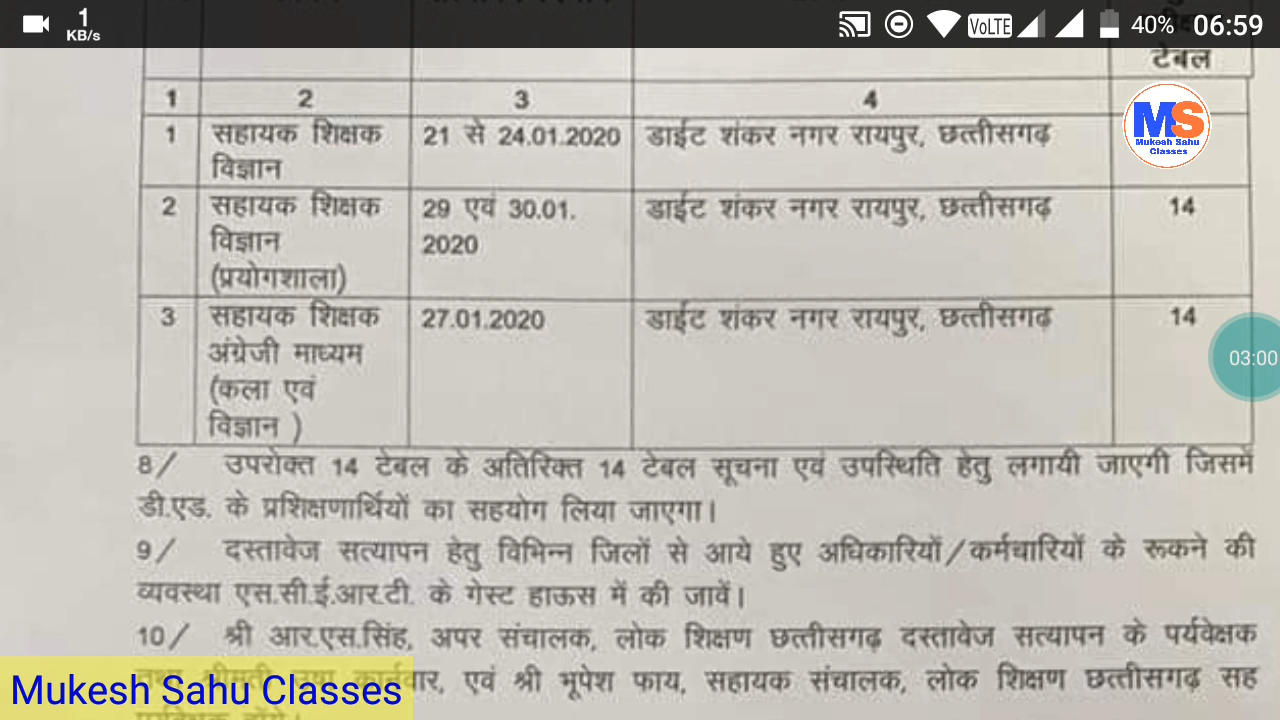 1
KB/s
VoLTE
40%
06:59
टेबल
1 2 3 4
1 सहायक शिक्षक 21 से 24.01.2020 डाईट शंकर नगर रायपुर, छत्तीसगढ़
विज्ञान
MS
Mukesh Sahu
Classes
2 सहायक शिक्षक 29 एवं 30.01. डाईट शंकर नगर रायपुर, छत्तीसगढ़ 14
विज्ञान 2020
(प्रयोगशाला)
3 सहायक शिक्षक 27.01.2020 डाईट शंकर नगर रायपुर, छत्तीसगढ़ 14
अंग्रेजी माध्यम
(कला एवं
विज्ञान )
03:00
8/ उपरोक्त 14 टेबल के अतिरिक्त 14 टेबल सूचना एवं उपस्थिति हेतु लगायी जाएगी जिसमें
डी.एड. के प्रशिक्षणार्थियों का सहयोग लिया जाएगा।
9/ दस्तावेज सत्यापन हेतु विभिन्न जिलों से आये हुए अधिकारियों/कर्मचारियों के रूकने की
व्यवस्था एस.सी.ई.आर.टी. के गेस्ट हाऊस में की जावें।
10/ श्री आर.एस.सिंह, अपर संचालक, लोक शिक्षण छत्तीसगढ़ दस्तावेज सत्यापन के पर्यवेक्षक
एवं श्री भूपेश फाय, सहायक संचालक, लोक शिक्षण छत्तीसगढ़ सह
Mukesh Sahu Classes